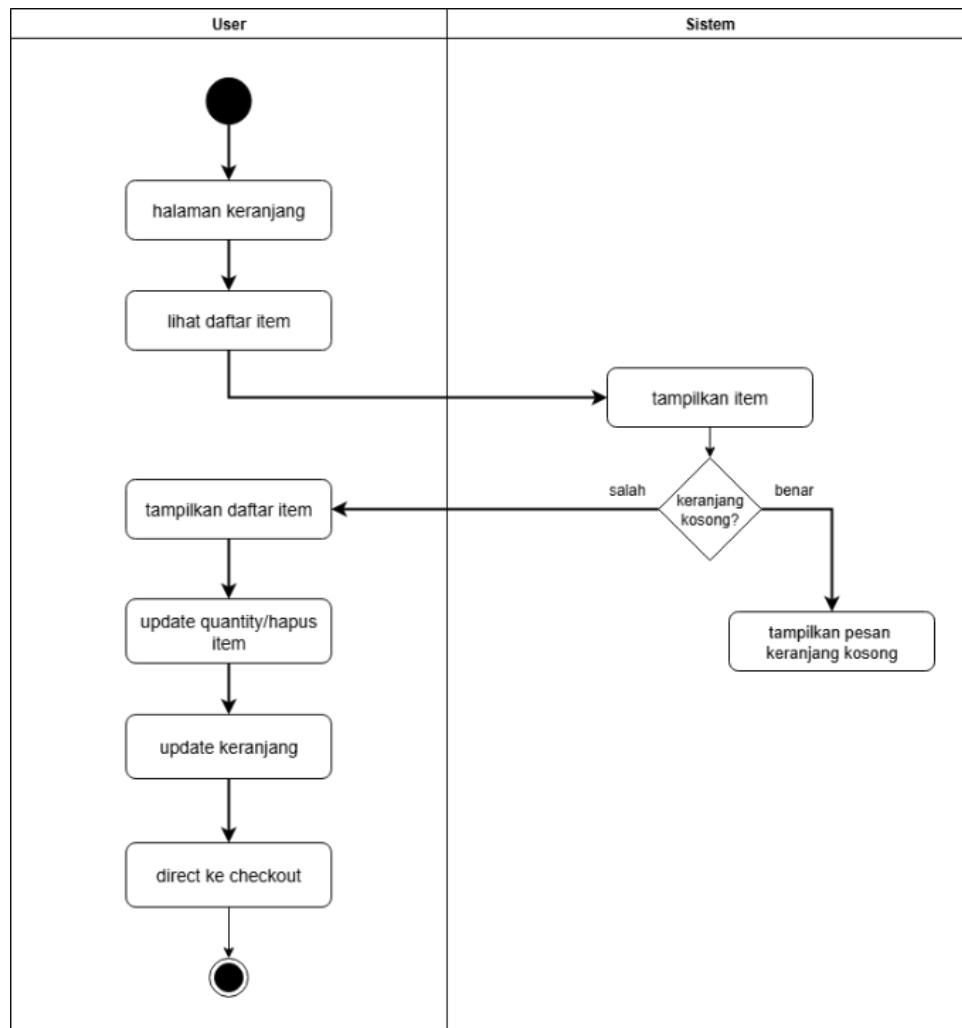 User
Sistem
halaman keranjang
lihat daftar item
tampilkan item
salah
keranjang
kosong?
benar
tampilkan daftar item
update quantity/hapus
item
tampilkan pesan
keranjang kosong
update keranjang
direct ke checkout